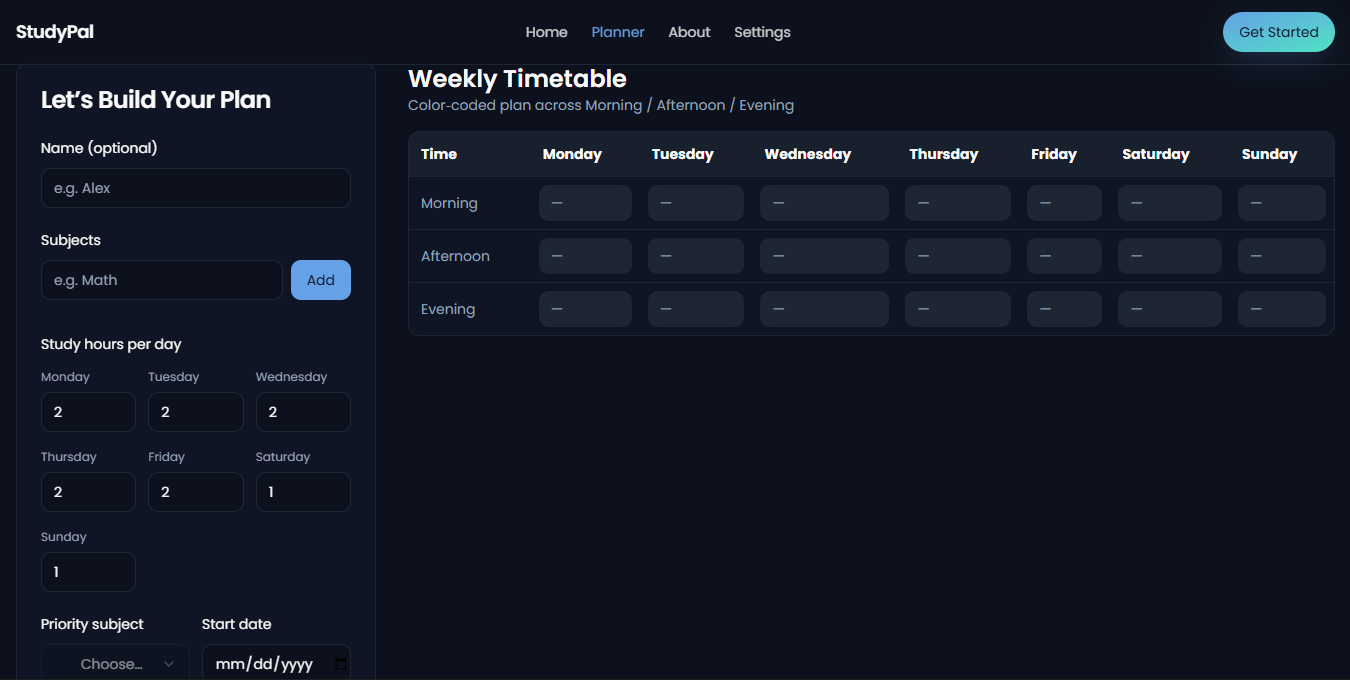 StudyPal
Home Planner About Settings
Get Started
Let’s Build Your Plan
Name (optional)
e.g. Alex
Subjects
e.g. Math
Add
Study hours per day
Monday Tuesday Wednesday
2 2 2
Thursday Friday Saturday
2 2 1
Sunday
1
Priority subject Start date
Choose... mm/dd/yyyy
Weekly Timetable
Color-coded plan across Morning / Afternoon / Evening
Time Monday Tuesday Wednesday Thursday Friday Saturday Sunday
Morning — — — — — — —
Afternoon — — — — — — —
Evening — — — — — — —